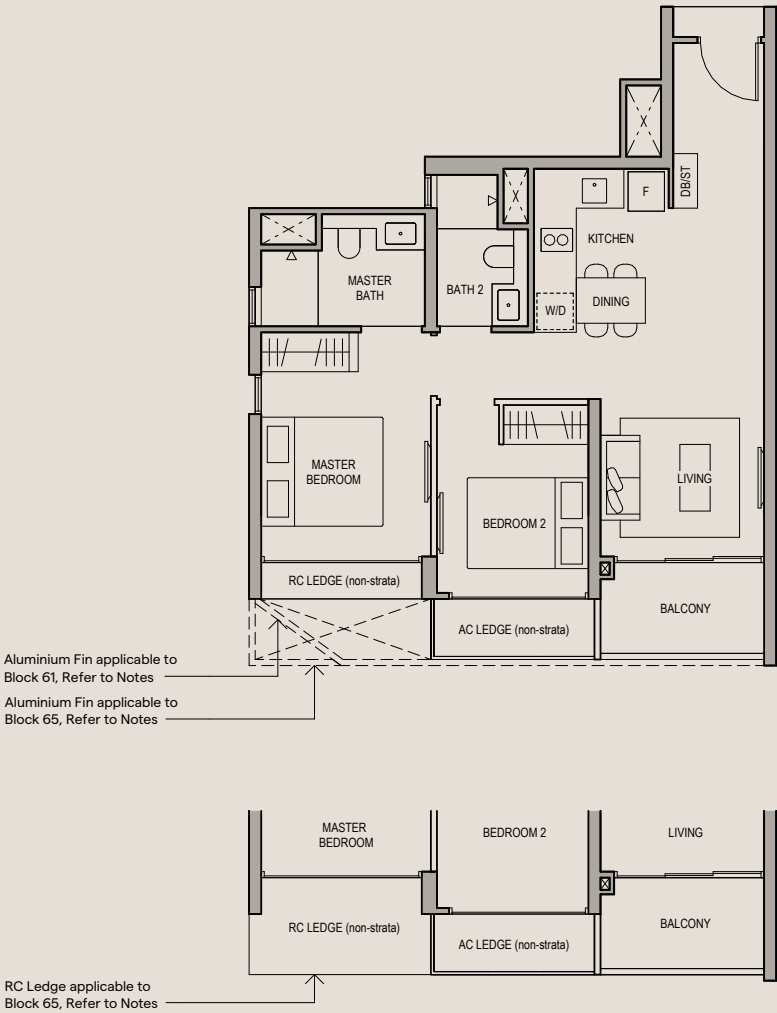 DB/ST
F
KITCHEN
MASTER
BATH
BATH 2
W/D
DINING
MASTER
BEDROOM
BEDROOM 2
LIVING
RC LEDGE (non-strata)
BALCONY
AC LEDGE (non-strata)
Aluminium Fin applicable to
Block 61, Refer to Notes
Aluminium Fin applicable to
Block 65, Refer to Notes
MASTER
BEDROOM
BEDROOM 2
LIVING
RC LEDGE (non-strata)
BALCONY
AC LEDGE (non-strata)
RC Ledge applicable to
Block 65, Refer to Notes